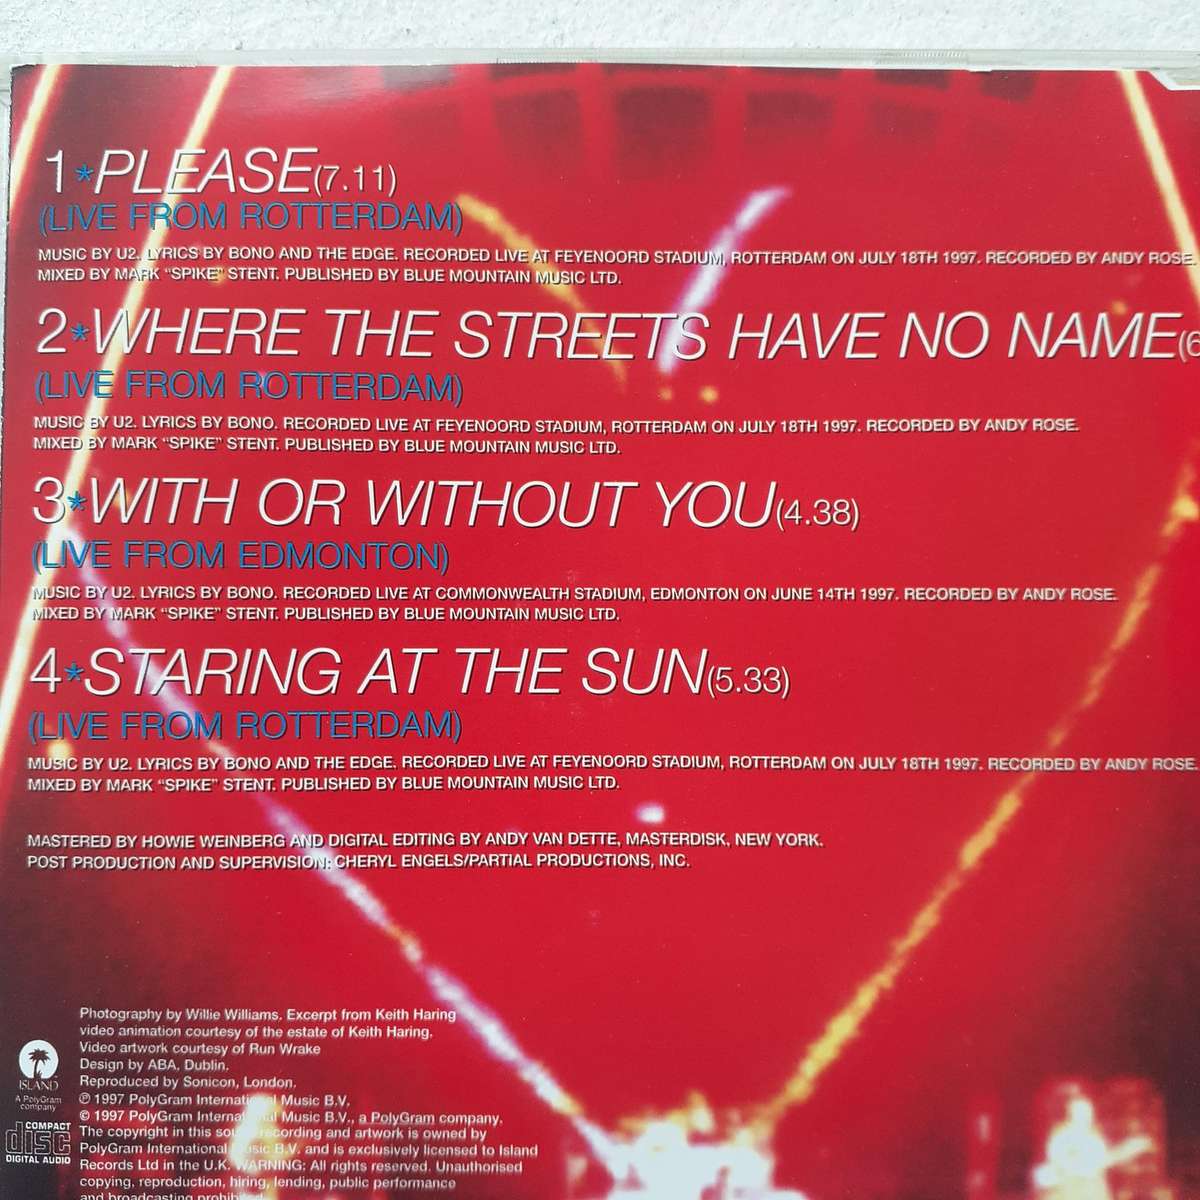 1*PLEASE(7.11)
(LIVE FROM ROTTERDAM)
MUSIC BY U2. LYRICS BY BONO AND THE EDGE. RECORDED LIVE AT FEYENOORD STADIUM, ROTTERDAM ON JULY 18TH 1997. RECORDED BY ANDY ROSE.
MIXED BY MARK “SPIKE” STENT. PUBLISHED BY BLUE MOUNTAIN MUSIC LTD.
2*WHERE THE STREETS HAVE NO NAME(6
(LIVE FROM ROTTERDAM)
MUSIC BY U2. LYRICS BY BONO. RECORDED LIVE AT FEYENOORD STADIUM, ROTTERDAM ON JULY 18TH 1997. RECORDED BY ANDY ROSE.
MIXED BY MARK “SPIKE” STENT. PUBLISHED BY BLUE MOUNTAIN MUSIC LTD.
3*WITH OR WITHOUT YOU(4.38)
(LIVE FROM EDMONTON)
MUSIC BY U2. LYRICS BY BONO. RECORDED LIVE AT COMMONWEALTH STADIUM, EDMONTON ON JUNE 14TH 1997. RECORDED BY ANDY ROSE.
MIXED BY MARK “SPIKE” STENT. PUBLISHED BY BLUE MOUNTAIN MUSIC LTD.
4*STARING AT THE SUN(5.33)
(LIVE FROM ROTTERDAM)
MUSIC BY U2. LYRICS BY BONO AND THE EDGE. RECORDED LIVE AT FEYENOORD STADIUM, ROTTERDAM ON JULY 18TH 1997. RECORDED BY ANDY ROSE.
MIXED BY MARK “SPIKE” STENT. PUBLISHED BY BLUE MOUNTAIN MUSIC LTD.
MASTERED BY HOWIE WEINBERG AND DIGITAL EDITING BY ANDY VAN DETTE, MASTERDISK, NEW YORK.
POST PRODUCTION AND SUPERVISION: CHERYL ENGELS/PARTIAL PRODUCTIONS, INC.
Photography by Willie Williams. Excerpt from Keith Haring
video animation courtesy of the estate of Keith Haring.
Video artwork courtesy of Run Wrake
Design by ABA, Dublin.
Reproduced by Sonicon, London.
℗ 1997 PolyGram International Music B.V.
© 1997 PolyGram International Music B.V., a PolyGram company.
The copyright in this sound recording and artwork is owned by
PolyGram International Music B.V. and is exclusively licensed to Island
Records Ltd in the U.K. WARNING: All rights reserved. Unauthorised
copying, reproduction, hiring, lending, public performance
and broadcasting prohibited.
ISLAND
A PolyGram
company
COMPACT
disc
DIGITAL AUDIO